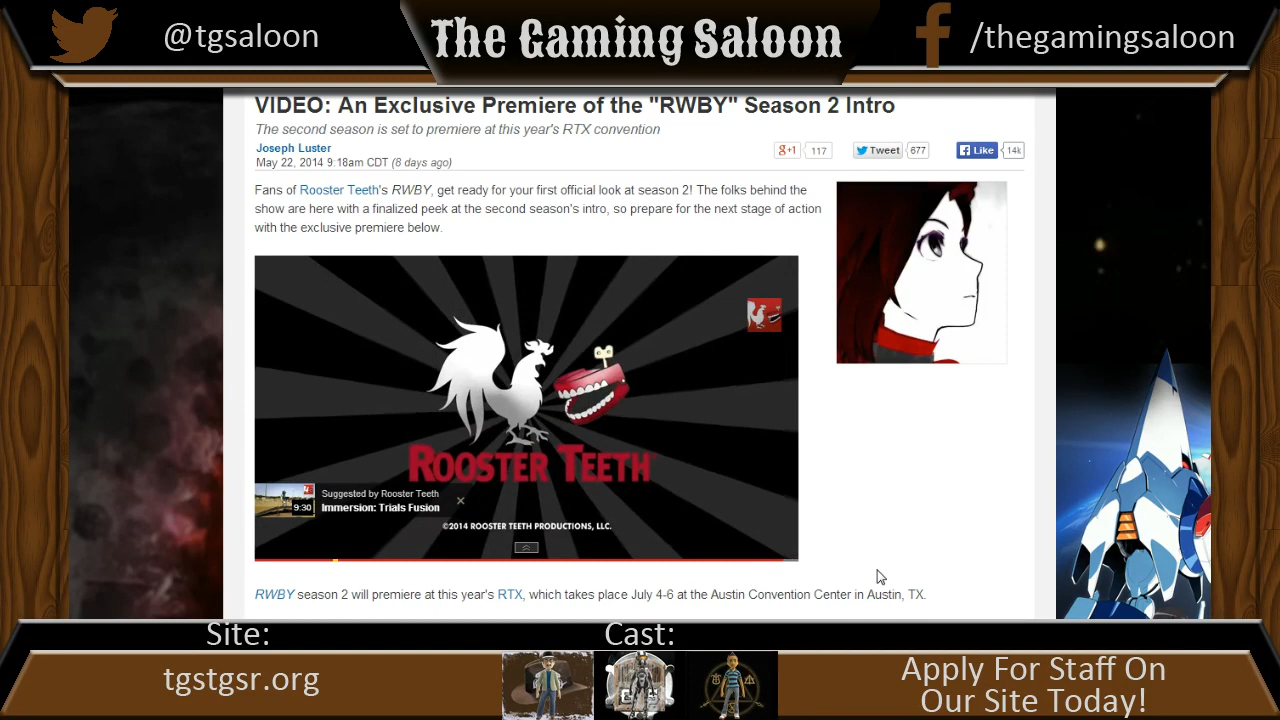 @tgsaloon
The Gaming Saloon
/thegamingsaloon
VIDEO: An Exclusive Premiere of the "RWBY" Season 2 Intro
The second season is set to premiere at this year's RTX convention
Joseph Luster
May 22, 2014 9:18am CDT (8 days ago)
g+1 117
Tweet 677
Like 14k
Fans of Rooster Teeth's RWBY, get ready for your first official look at season 2! The folks behind the
show are here with a finalized peek at the second season's intro, so prepare for the next stage of action
with the exclusive premiere below.
ROOSTER TEETH
Suggested by Rooster Teeth
9:30
Immersion: Trials Fusion
©2014 ROOSTER TEETH PRODUCTIONS, LLC.
RWBY season 2 will premiere at this year's RTX, which takes place July 4-6 at the Austin Convention Center in Austin, TX.
Site:
Cast:
tgstgsr.org
Apply For Staff On
Our Site Today!